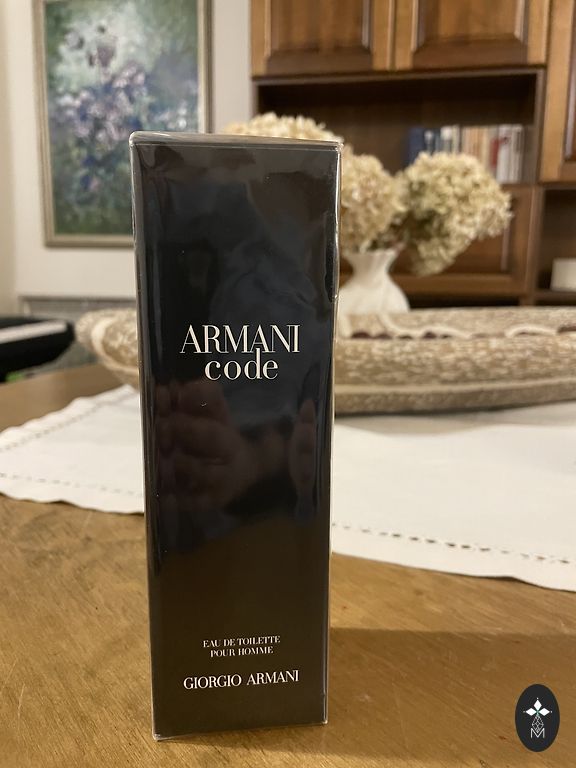 ARMANI
code
EAU DE TOILETTE
POUR HOMME
GIORGIO ARMANI